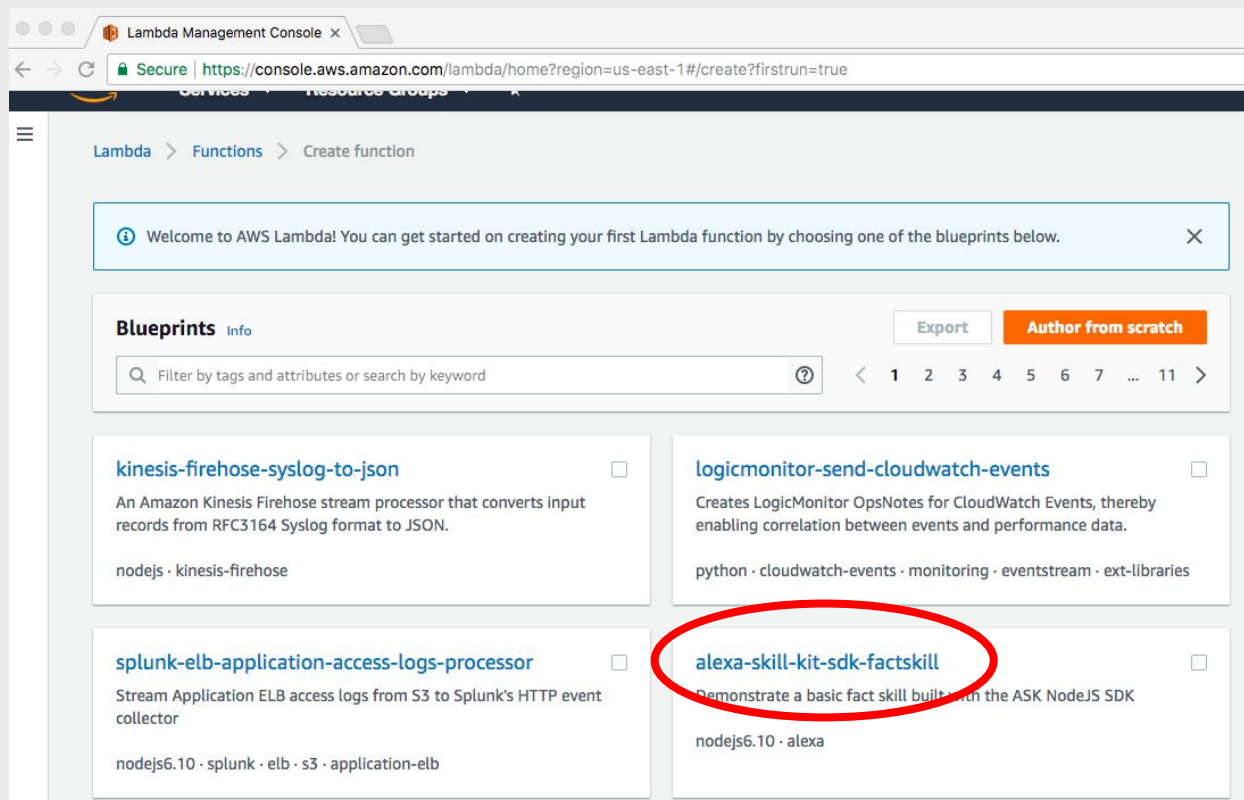 Lambda Management Console
Secure | https://console.aws.amazon.com/lambda/home?region=us-east-1#/create?firstrun=true
Services Resource Groups
Lambda > Functions > Create function
Welcome to AWS Lambda! You can get started on creating your first Lambda function by choosing one of the blueprints below.
Blueprints Info
Export
Author from scratch
Filter by tags and attributes or search by keyword
< 1 2 3 4 5 6 7 ... 11 >
kinesis-firehose-syslog-to-json
An Amazon Kinesis Firehose stream processor that converts input
records from RFC3164 Syslog format to JSON.
nodejs · kinesis-firehose
logicmonitor-send-cloudwatch-events
Creates LogicMonitor OpsNotes for CloudWatch Events, thereby
enabling correlation between events and performance data.
python · cloudwatch-events · monitoring · eventstream · ext-libraries
splunk-elb-application-access-logs-processor
Stream Application ELB access logs from S3 to Splunk's HTTP event
collector
nodejs6.10 · splunk · elb · s3 · application-elb
alexa-skill-kit-sdk-factskill
Demonstrate a basic fact skill built with the ASK NodeJS SDK
nodejs6.10 · alexa